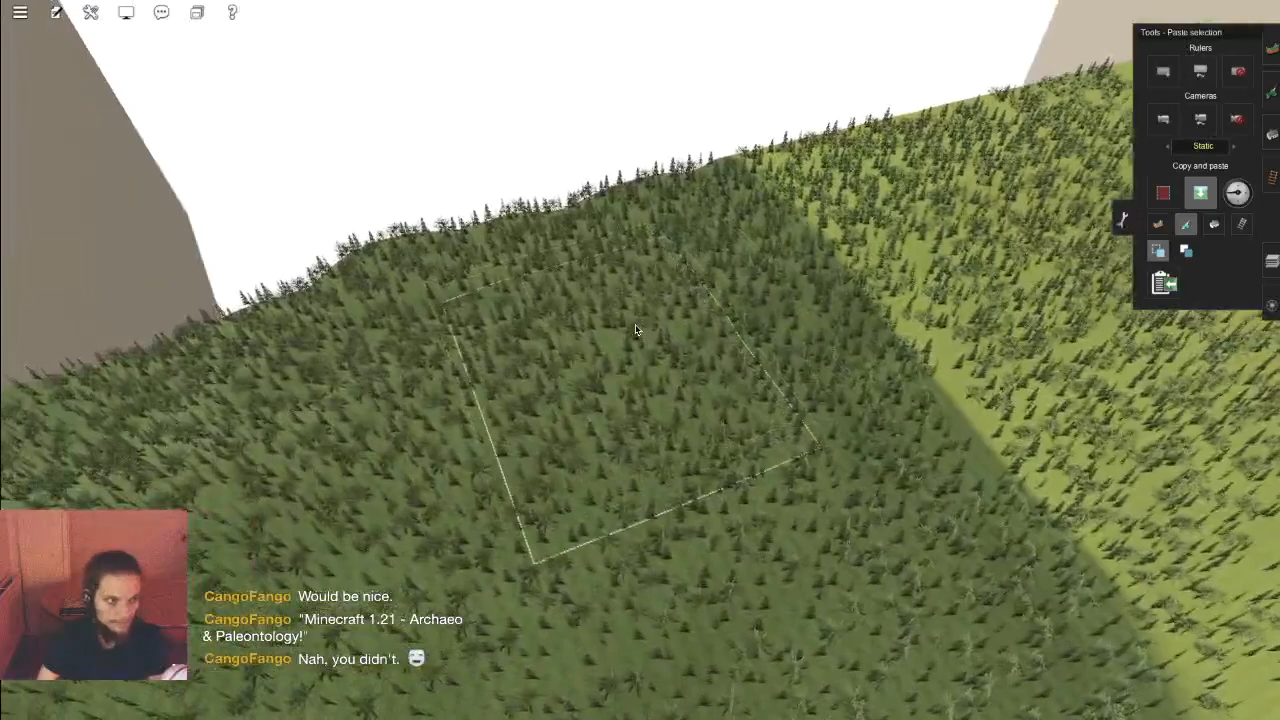 Tools - Paste selection
Rulers
Cameras
Static
Copy and paste
CangoFango Would be nice.
CangoFango "Minecraft 1.21 - Archaeo
& Paleontology!"
CangoFango Nah, you didn't.